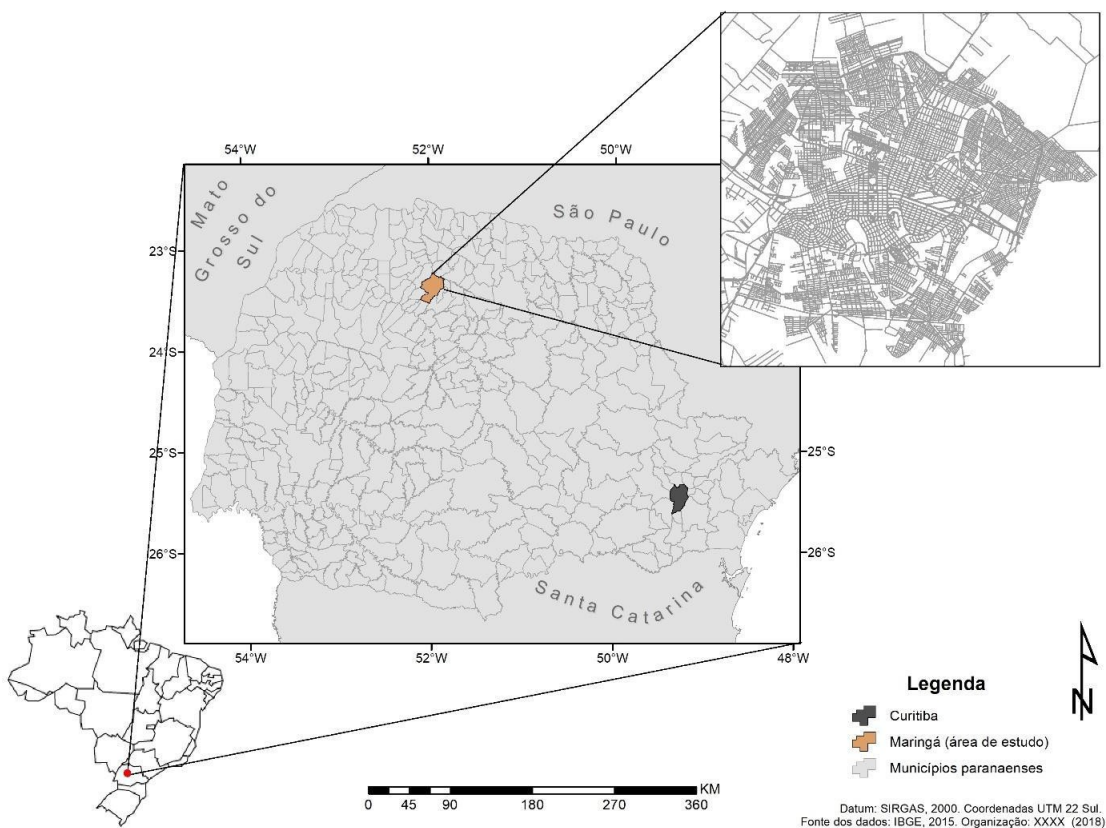 54°W
52°W
50°W
Mato
Grosso do
Sul
São Paulo
23°S
24°S
25°S
25°S
26°S
26°S
Santa Catarina
54°W
52°W
50°W
48°W
Legenda
Curitiba
Maringá (área de estudo)
Municípios paranaenses
N
KM
0 45 90 180 270 360
Datum: SIRGAS, 2000. Coordenadas UTM 22 Sul.
Fonte dos dados: IBGE, 2015. Organização: XXXX (2018)